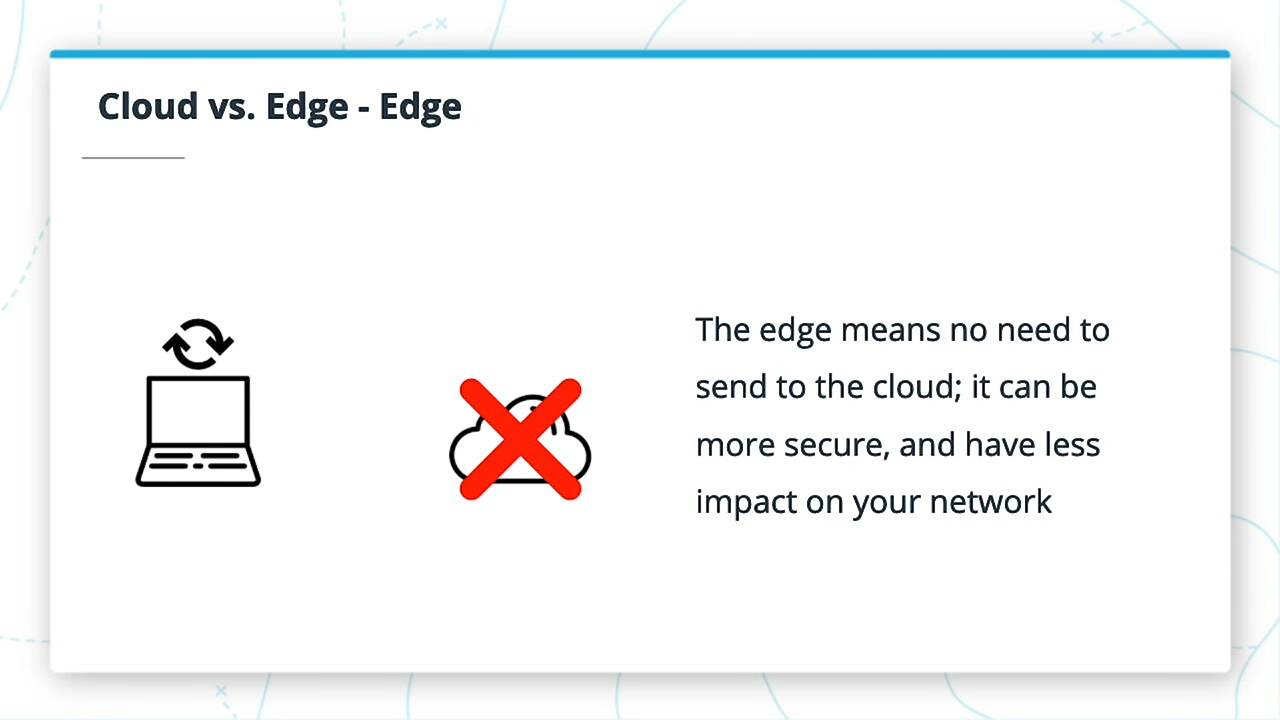 Cloud vs. Edge - Edge
The edge means no need to
send to the cloud; it can be
more secure, and have less
impact on your network